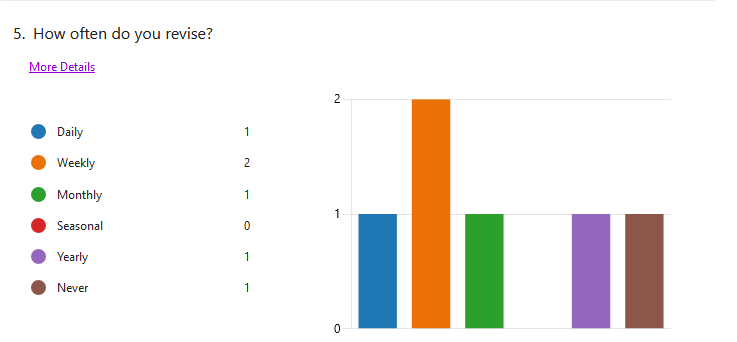 5. How often do you revise?
More Details
Daily 1
Weekly 2
Monthly 1
Seasonal 0
Yearly 1
Never 1
2
1
0